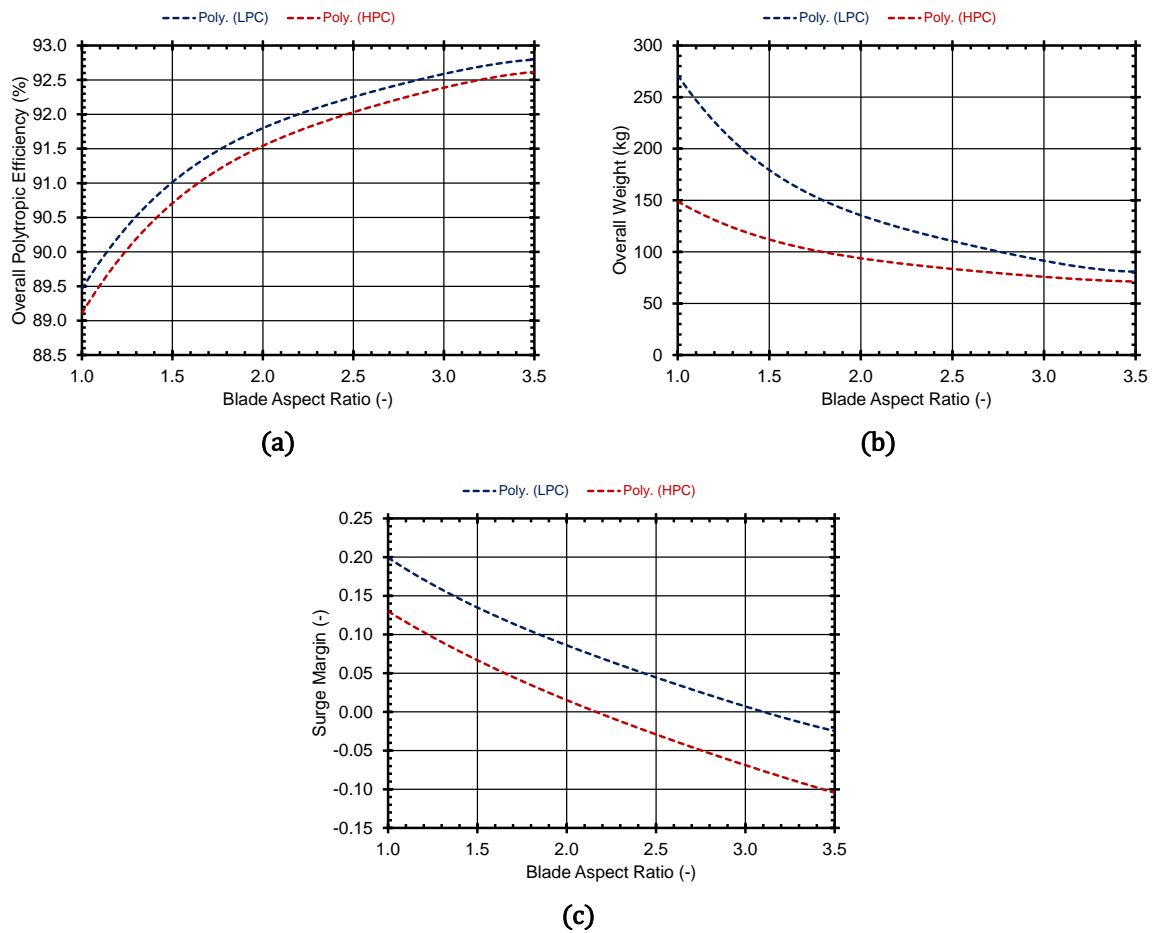 Poly. (LPC) Poly. (HPC)
93.0
92.5
92.0
91.5
91.0
90.5
90.0
89.5
89.0
88.5
Overall Polytropic Efficiency (%)
1.0 1.5 2.0 2.5 3.0 3.5
Blade Aspect Ratio (-)
(a)
Poly. (LPC) Poly. (HPC)
300
250
200
150
100
50
0
Overall Weight (kg)
1.0 1.5 2.0 2.5 3.0 3.5
Blade Aspect Ratio (-)
(b)
Poly. (LPC) Poly. (HPC)
0.25
0.20
0.15
0.10
0.05
0.00
-0.05
-0.10
-0.15
Surge Margin (-)
1.0 1.5 2.0 2.5 3.0 3.5
Blade Aspect Ratio (-)
(c)